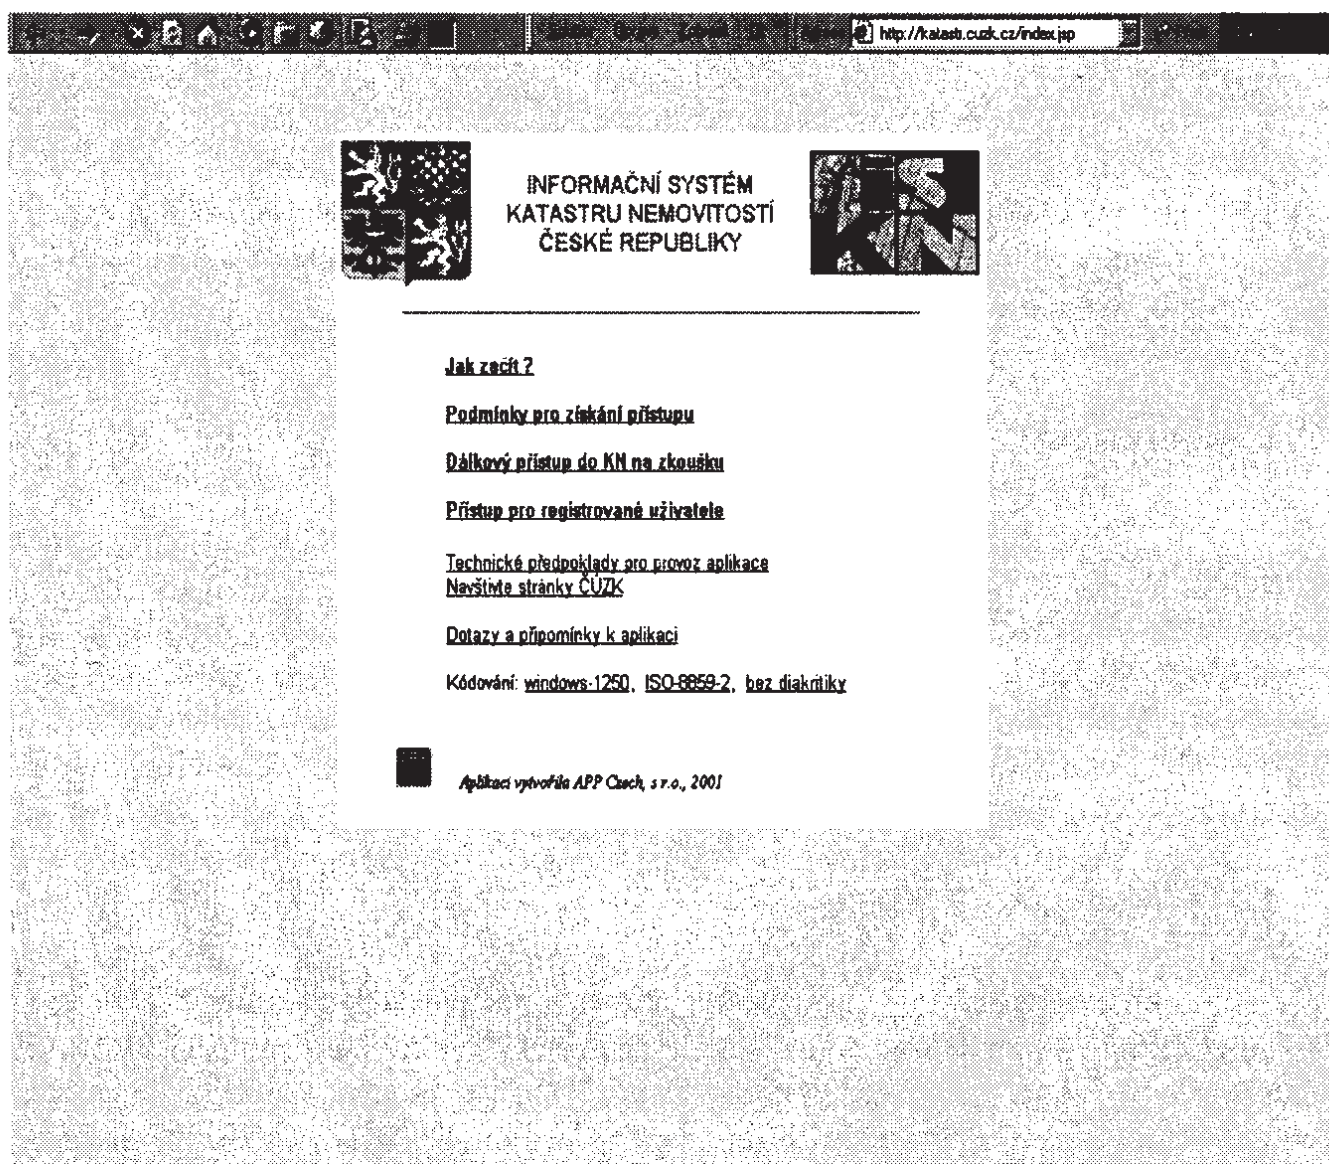 http://katastr.cuzk.cz/index.jsp
INFORMAČNÍ SYSTÉM
KATASTRU NEMOVITOSTÍ
ČESKÉ REPUBLIKY
Jak začít ?
Podmínky pro získání přístupu
Dálkový přístup do KN na zkoušku
Přístup pro registrované uživatele
Technické předpoklady pro provoz aplikace
Navštivte stránky ČÚZK
Dotazy a připomínky k aplikaci
Kódování: windows-1250, ISO-8859-2, bez diakritiky
Aplikaci vytvořila APP Czech, s r.o., 2001